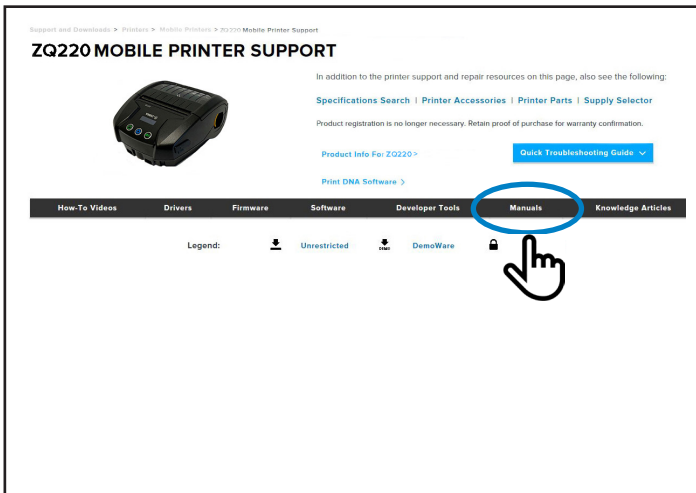 Support and Downloads > Printers > Mobile Printers > ZQ220 Mobile Printer Support
ZQ220 MOBILE PRINTER SUPPORT
In addition to the printer support and repair resources on this page, also see the following:
Specifications Search | Printer Accessories | Printer Parts | Supply Selector
Product registration is no longer necessary. Retain proof of purchase for warranty confirmation.
Product Info For ZQ220 >
Quick Troubleshooting Guide
Print DNA Software >
How-To Videos Drivers Firmware Software Developer Tools Manuals Knowledge Articles
Legend: Unrestricted DEMO DemoWare